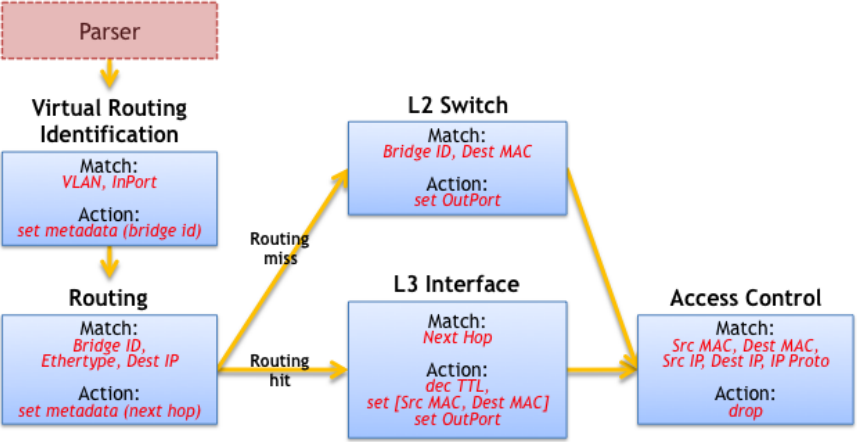 Parser
Virtual Routing
Identification
Match:
VLAN, InPort
Action:
set metadata (bridge id)
Routing
Match:
Bridge ID,
Ethertype, Dest IP
Action:
set metadata (next hop)
Routing
miss
Routing
hit
L2 Switch
Match:
Bridge ID, Dest MAC
Action:
set OutPort
L3 Interface
Match:
Next Hop
Action:
dec TTL,
set [Src MAC, Dest MAC]
set OutPort
Access Control
Match:
Src MAC, Dest MAC,
Src IP, Dest IP, IP Proto
Action:
drop